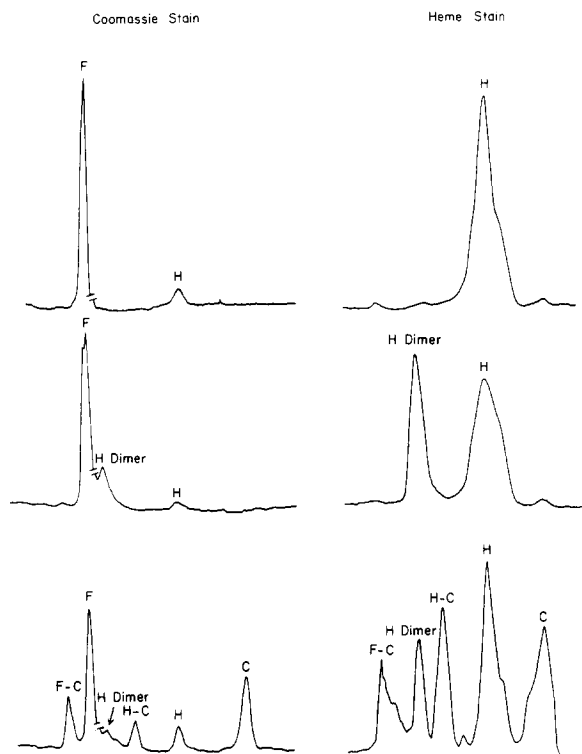 Coomassie Stain
Heme Stain
F
H
H
F
H Dimer
H
H Dimer
H
F-C
F
H Dimer
H-C
H
C
F-C
H Dimer
H-C
H
C